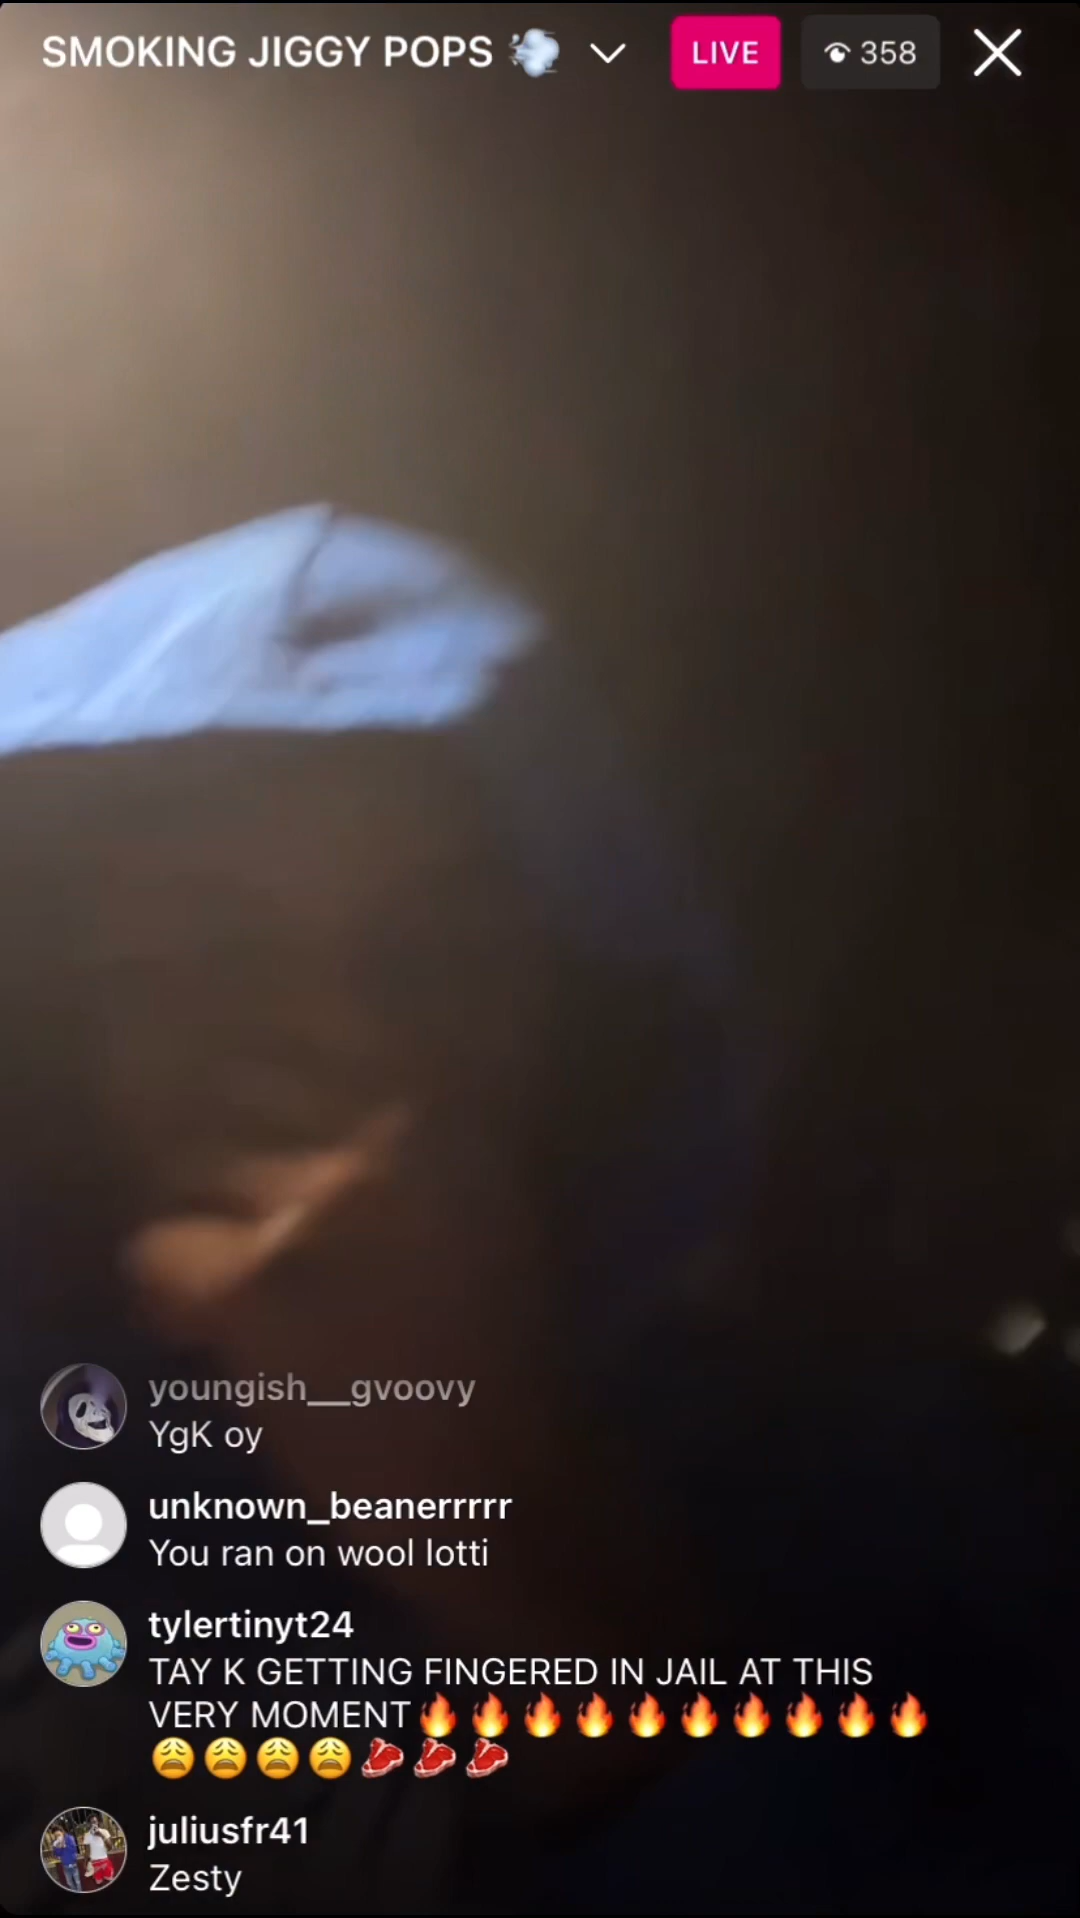 SMOKING JIGGY POPS 💨
LIVE
358
youngish__gvoovy
YgK oy
unknown_beanerrrrr
You ran on wool lotti
tylertinyt24
TAY K GETTING FINGERED IN JAIL AT THIS
VERY MOMENT🔥🔥🔥🔥🔥🔥🔥🔥🔥🔥
😩😩😩😩🥩🥩🥩
juliusfr41
Zesty